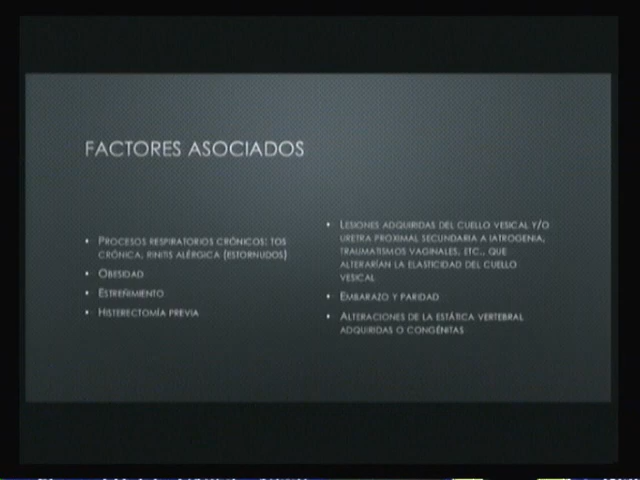 FACTORES ASOCIADOS
• PROCESOS RESPIRATORIOS CRÓNICOS: TOS
CRÓNICA, RINITIS ALÉRGICA (ESTORNUDOS)
• OBESIDAD
• ESTREÑIMIENTO
• HISTERECTOMÍA PREVIA
• LESIONES ADQUIRIDAS DEL CUELLO VESICAL Y/O
URETRA PROXIMAL SECUNDARIA A IATROGENIA,
TRAUMATISMOS VAGINALES, ETC., QUE
ALTERARÍAN LA ELASTICIDAD DEL CUELLO
VESICAL
• EMBARAZO Y PARIDAD
• ALTERACIONES DE LA ESTÁTICA VERTEBRAL
ADQUIRIDAS O CONGÉNITAS